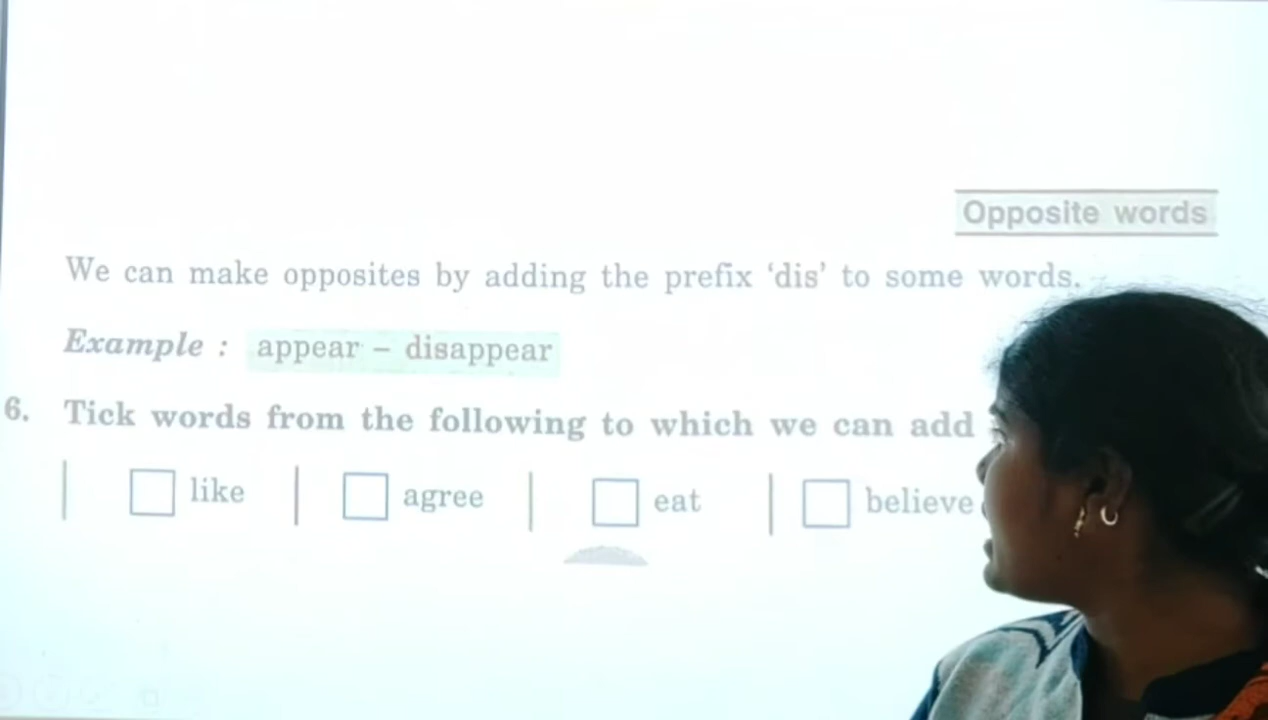 Opposite words
We can make opposites by adding the prefix ‘dis’ to some words.
Example : appear – disappear
6. Tick words from the following to which we can add
like agree eat believe